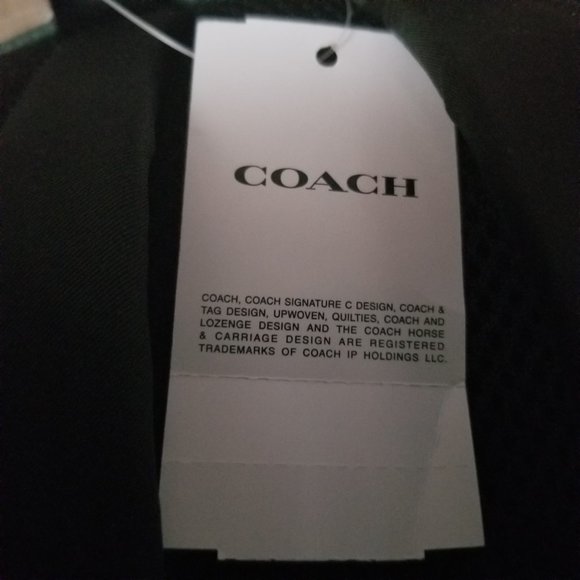 COACH
COACH, COACH SIGNATURE C DESIGN, COACH &
TAG DESIGN, UPWOVEN, QUILTIES, COACH AND
LOZENGE DESIGN AND THE COACH HORSE
& CARRIAGE DESIGN ARE REGISTERED
TRADEMARKS OF COACH IP HOLDINGS LLC.